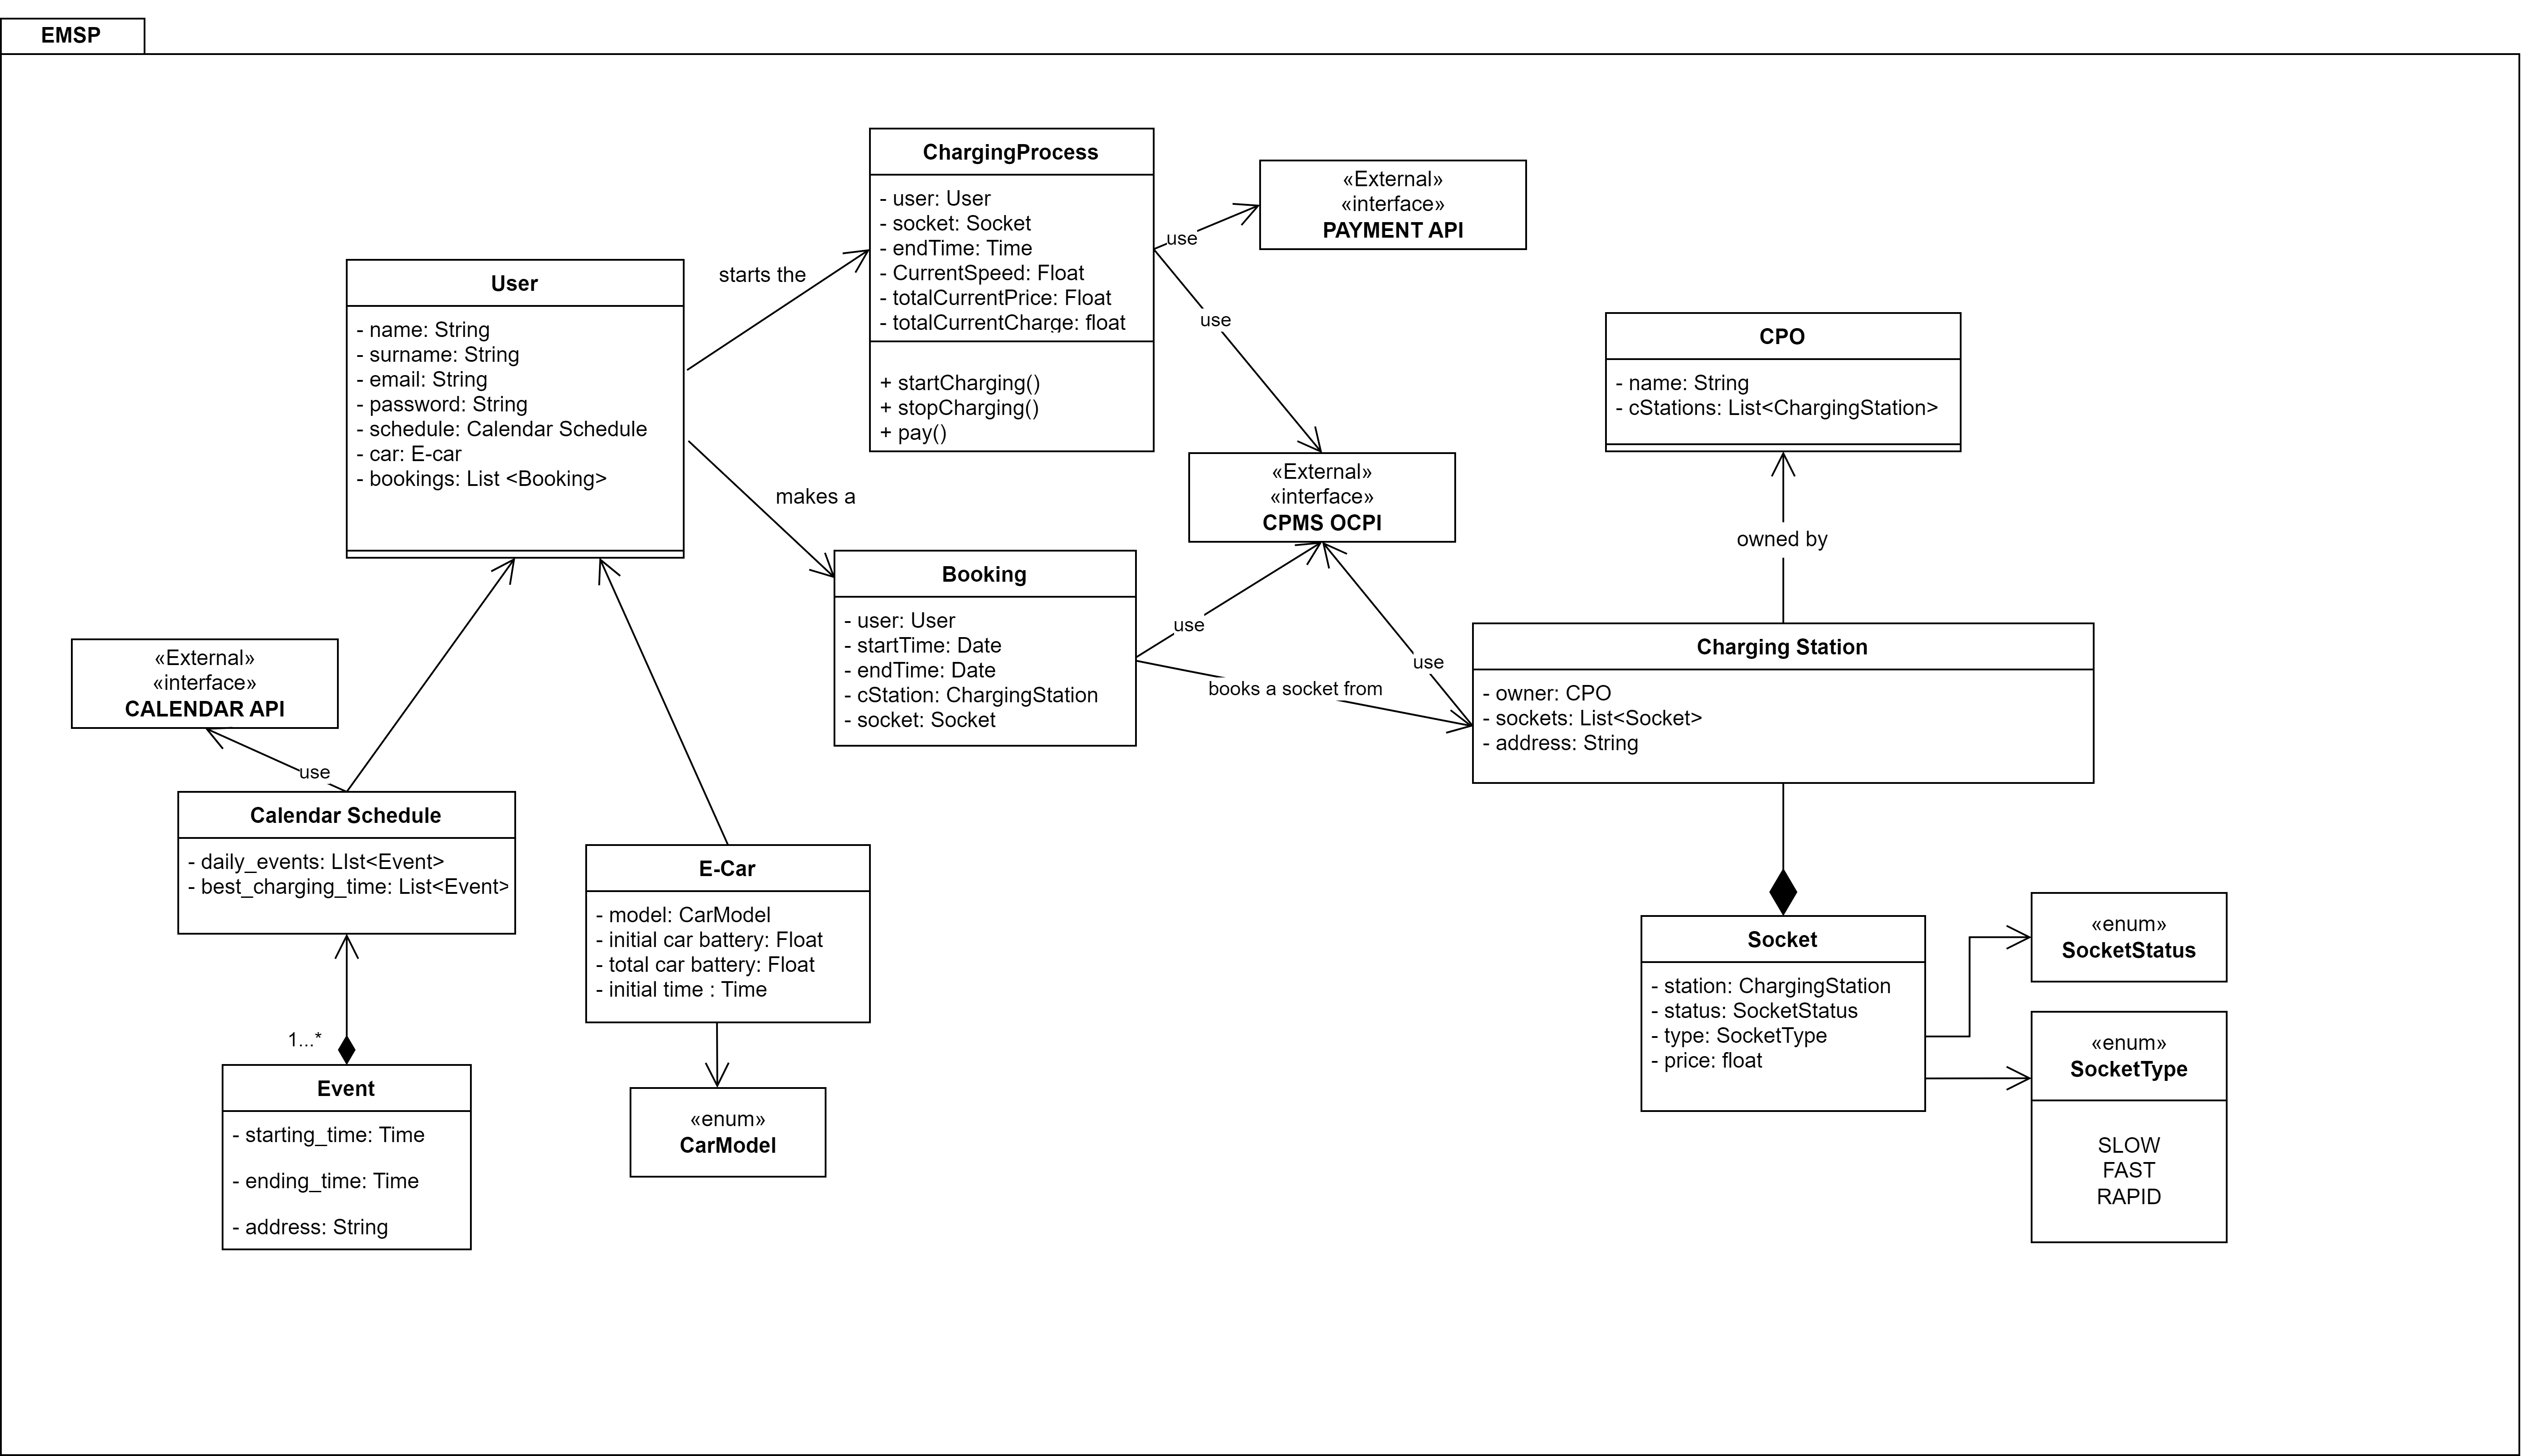 EMSP
ChargingProcess
- user: User
- socket: Socket
- endTime: Time
- CurrentSpeed: Float
- totalCurrentPrice: Float
- totalCurrentCharge: float
+ startCharging()
+ stopCharging()
+ pay()
«External»
«interface»
PAYMENT API
use
use
starts the
User
- name: String
- surname: String
- email: String
- password: String
- schedule: Calendar Schedule
- car: E-car
- bookings: List <Booking>
makes a
CPO
- name: String
- cStations: List<ChargingStation>
owned by
«External»
«interface»
CPMS OCPI
Booking
- user: User
- startTime: Date
- endTime: Date
- cStation: ChargingStation
- socket: Socket
use
use
books a socket from
Charging Station
- owner: CPO
- sockets: List<Socket>
- address: String
«External»
«interface»
CALENDAR API
use
Calendar Schedule
- daily_events: LIst<Event>
- best_charging_time: List<Event>
E-Car
- model: CarModel
- initial car battery: Float
- total car battery: Float
- initial time : Time
1...*
Event
- starting_time: Time
- ending_time: Time
- address: String
«enum»
CarModel
Socket
- station: ChargingStation
- status: SocketStatus
- type: SocketType
- price: float
«enum»
SocketStatus
«enum»
SocketType
SLOW
FAST
RAPID